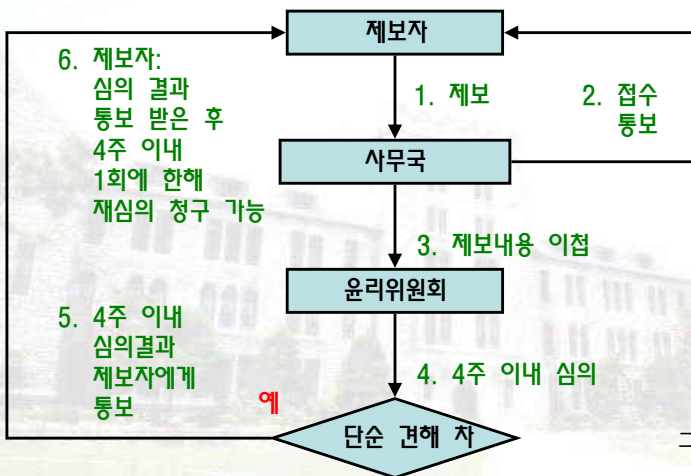 제보자
6. 제보자:
심의 결과
통보 받은 후
4주 이내
1회에 한해
재심의 청구 가능
1. 제보
2. 접수
통보
사무국
3. 제보내용 이첩
윤리위원회
5. 4주 이내
심의결과
제보자에게
통보
4. 4주 이내 심의
예
단순 견해 차